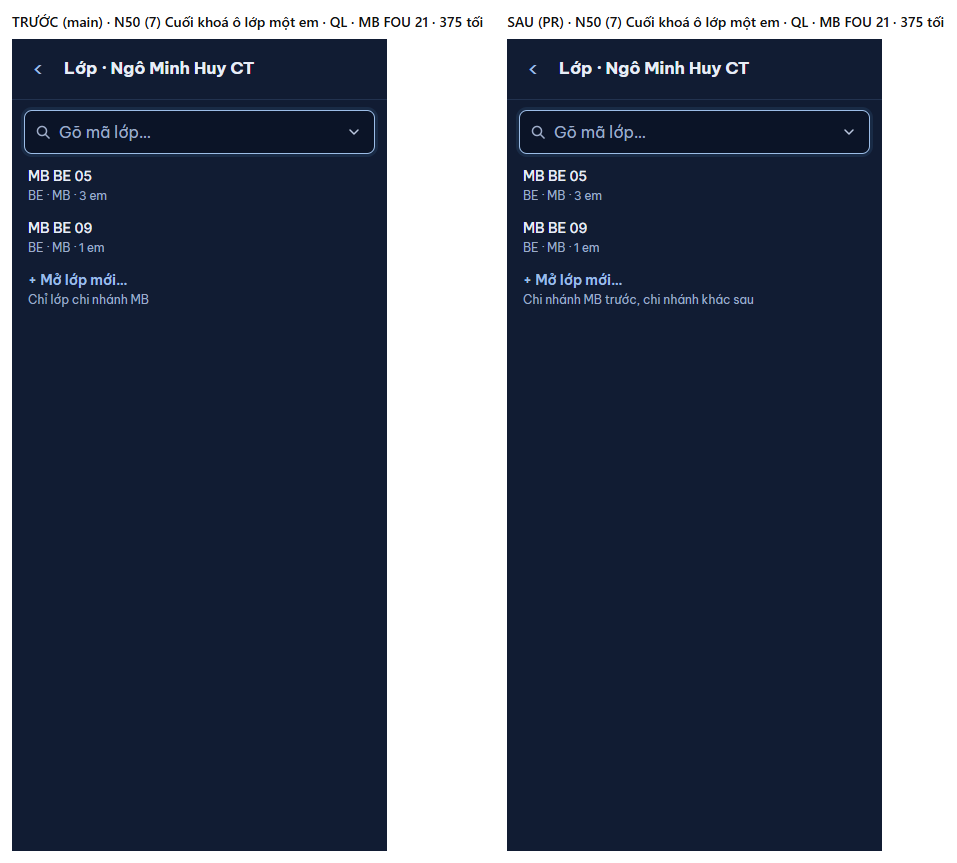 TRƯỚC (main) · N50 (7) Cuối khoá ô lớp một em · QL · MB FOU 21 · 375 tối
< Lớp · Ngô Minh Huy CT
Gõ mã lớp...
MB BE 05
BE · MB · 3 em
MB BE 09
BE · MB · 1 em
+ Mở lớp mới...
Chỉ lớp chi nhánh MB
SAU (PR) · N50 (7) Cuối khoá ô lớp một em · QL · MB FOU 21 · 375 tối
< Lớp · Ngô Minh Huy CT
Gõ mã lớp...
MB BE 05
BE · MB · 3 em
MB BE 09
BE · MB · 1 em
+ Mở lớp mới...
Chi nhánh MB trước, chi nhánh khác sau